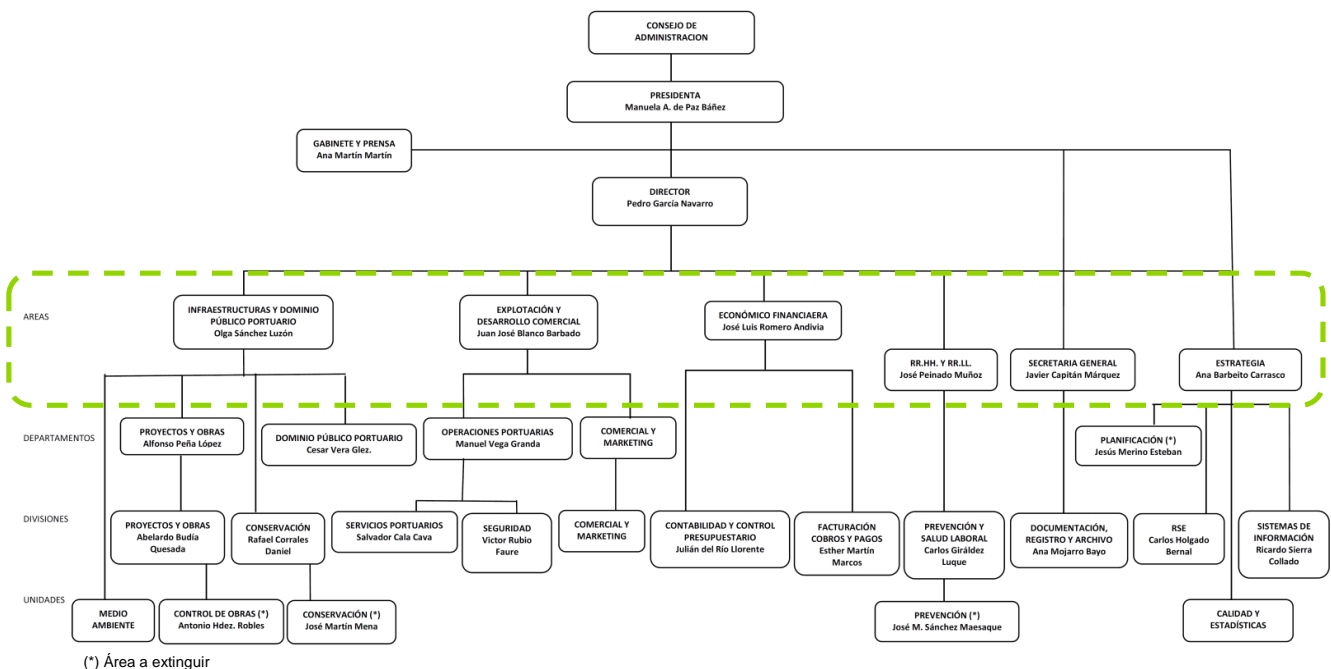 CONSEJO DE
ADMINISTRACION
PRESIDENTA
Manuela A. de Paz Báñez
GABINETE Y PRENSA
Ana Martín Martín
DIRECTOR
Pedro García Navarro
AREAS
INFRAESTRUCTURAS Y DOMINIO
PÚBLICO PORTUARIO
Olga Sánchez Luzón
EXPLOTACIÓN Y
DESARROLLO COMERCIAL
Juan José Blanco Barbado
ECONÓMICO FINANCIAERA
José Luis Romero Andivia
RR.HH. Y RR.LL.
José Peinado Muñoz
SECRETARIA GENERAL
Javier Capitán Márquez
ESTRATEGIA
Ana Barbeito Carrasco
DEPARTAMENTOS
PROYECTOS Y OBRAS
Alfonso Peña López
DOMINIO PÚBLICO PORTUARIO
Cesar Vera Glez.
OPERACIONES PORTUARIAS
Manuel Vega Granda
COMERCIAL Y
MARKETING
PLANIFICACIÓN (*)
Jesús Merino Esteban
DIVISIONES
PROYECTOS Y OBRAS
Abelardo Budía
Quesada
CONSERVACIÓN
Rafael Corrales
Daniel
SERVICIOS PORTUARIOS
Salvador Cala Cava
SEGURIDAD
Victor Rubio
Faure
COMERCIAL Y
MARKETING
CONTABILIDAD Y CONTROL
PRESUPUESTARIO
Julián del Río Llorente
FACTURACIÓN
COBROS Y PAGOS
Esther Martín
Marcos
PREVENCIÓN Y
SALUD LABORAL
Carlos Giráldez
Luque
DOCUMENTACIÓN,
REGISTRO Y ARCHIVO
Ana Mojarro Bayo
RSE
Carlos Holgado
Bernal
SISTEMAS DE
INFORMACIÓN
Ricardo Sierra
Collado
UNIDADES
MEDIO
AMBIENTE
CONTROL DE OBRAS (*)
Antonio Hdez. Robles
CONSERVACIÓN (*)
José Martín Mena
PREVENCIÓN (*)
José M. Sánchez Maesaque
CALIDAD Y
ESTADÍSTICAS
(*) Área a extinguir